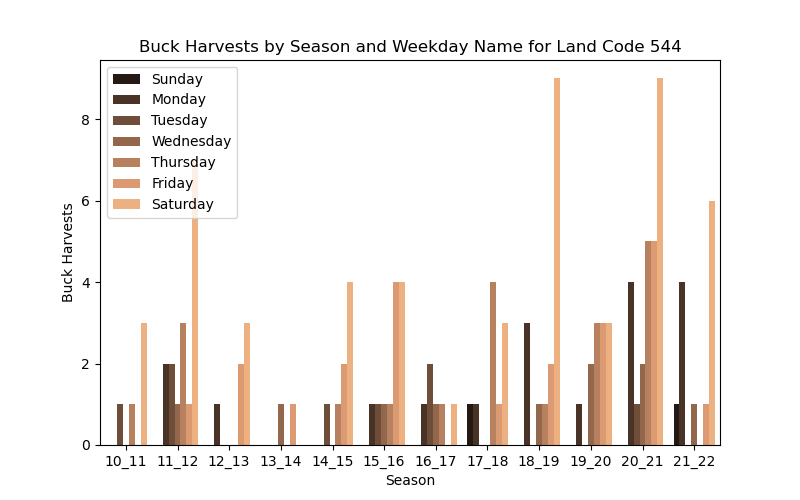 Buck Harvests by Season and Weekday Name for Land Code 544
Sunday
Monday
Tuesday
Wednesday
Thursday
Friday
Saturday
8
6
4
2
0
Buck Harvests
10_11 11_12 12_13 13_14 14_15 15_16 16_17 17_18 18_19 19_20 20_21 21_22
Season